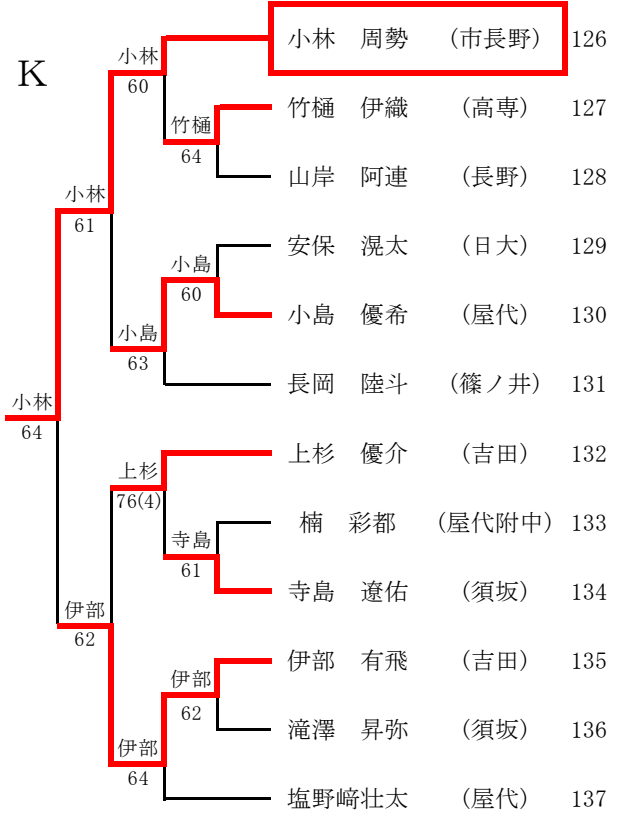 K
小林　周勢　（市長野） 126
小林
60
竹樋　伊織　（高専） 127
竹樋
64
山岸　阿連　（長野） 128
小林
61
安保　滉太　（日大） 129
小島
60
小島　優希　（屋代） 130
小島
63
長岡　陸斗　（篠ノ井） 131
小林
64
上杉　優介　（吉田） 132
上杉
76(4)
楠　彩都　（屋代附中） 133
寺島
61
寺島　遼佑　（須坂） 134
伊部
62
伊部　有飛　（吉田） 135
伊部
62
滝澤　昇弥　（須坂） 136
伊部
64
塩野﨑壮太　（屋代） 137